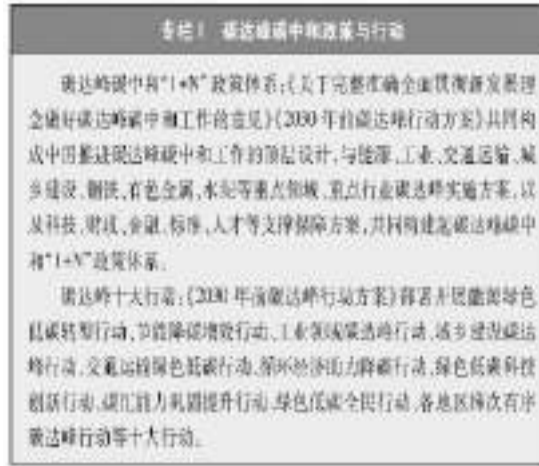 专栏1 碳达峰碳中和政策与行动
碳达峰碳中和“1+N”政策体系：《关于完整准确全面贯彻新发展理
念做好碳达峰碳中和工作的意见》《2030年前碳达峰行动方案》共同构
成中国推进碳达峰碳中和工作的顶层设计，与能源、工业、交通运输、城
乡建设、钢铁、有色金属、水泥等重点领域、重点行业碳达峰实施方案，以
及科技、财政、金融、标准、人才等支撑保障方案，共同构建起碳达峰碳中
和“1+N”政策体系。
碳达峰十大行动：《2030年前碳达峰行动方案》部署开展能源绿色
低碳转型行动、节能降碳增效行动、工业领域碳达峰行动、城乡建设碳达
峰行动、交通运输绿色低碳行动、循环经济助力降碳行动、绿色低碳科技
创新行动、碳汇能力巩固提升行动、绿色低碳全民行动、各地区梯次有序
碳达峰行动等十大行动。